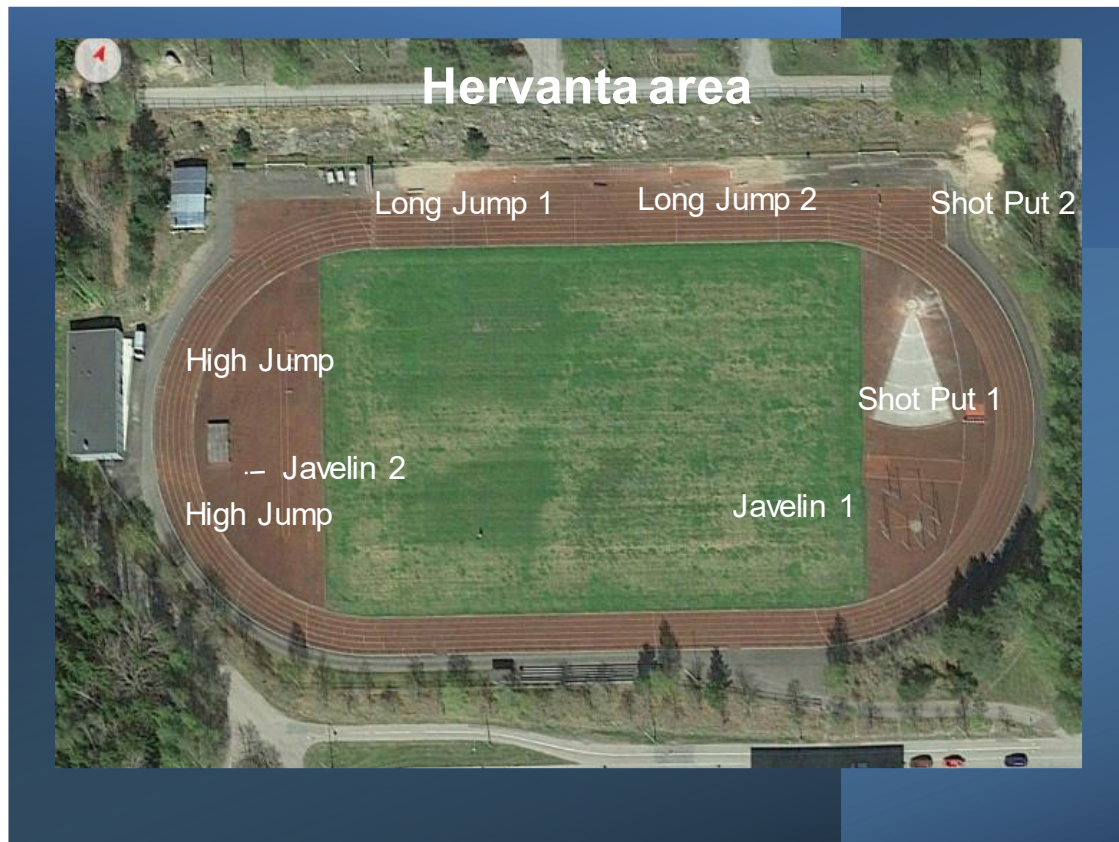 Hervanta area
Long Jump 1
Long Jump 2
Shot Put 2
High Jump
Shot Put 1
Javelin 2
Javelin 1
High Jump